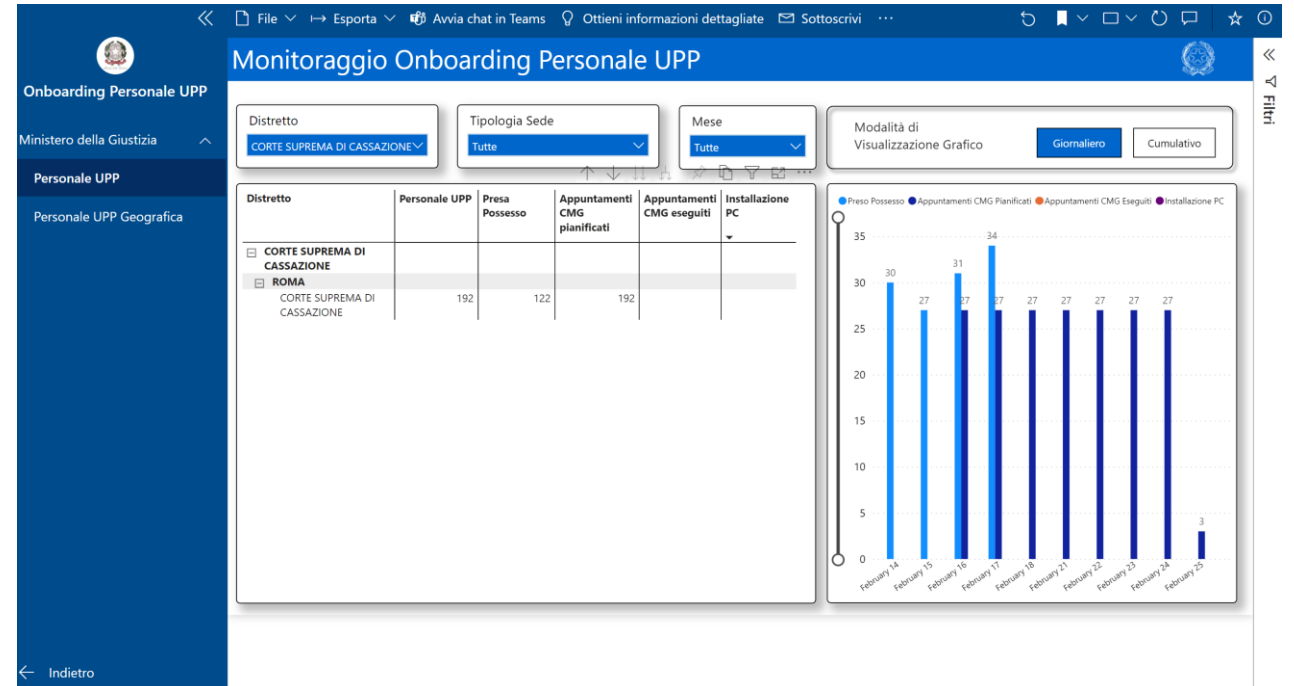 File
Esporta
Avvia chat in Teams
Ottieni informazioni dettagliate
Sottoscrivi
Onboarding Personale UPP
Ministero della Giustizia
Personale UPP
Personale UPP Geografica
Indietro
Monitoraggio Onboarding Personale UPP
Filtri
Distretto
CORTE SUPREMA DI CASSAZIONE
Tipologia Sede
Tutte
Mese
Tutte
Modalità di
Visualizzazione Grafico
Giornaliero
Cumulativo
Distretto Personale UPP Presa Appuntamenti Appuntamenti Installazione
Possesso CMG CMG eseguiti PC
pianificati
CORTE SUPREMA DI
CASSAZIONE
ROMA
CORTE SUPREMA DI 192 122 192
CASSAZIONE
Preso Possesso Appuntamenti CMG Pianificati Appuntamenti CMG Eseguiti Installazione PC
35
30
25
20
15
10
5
0
30 27 31 27 34 27 27 27 27 27 27 3
February 14 February 15 February 16 February 17 February 18 February 21 February 22 February 23 February 24 February 25